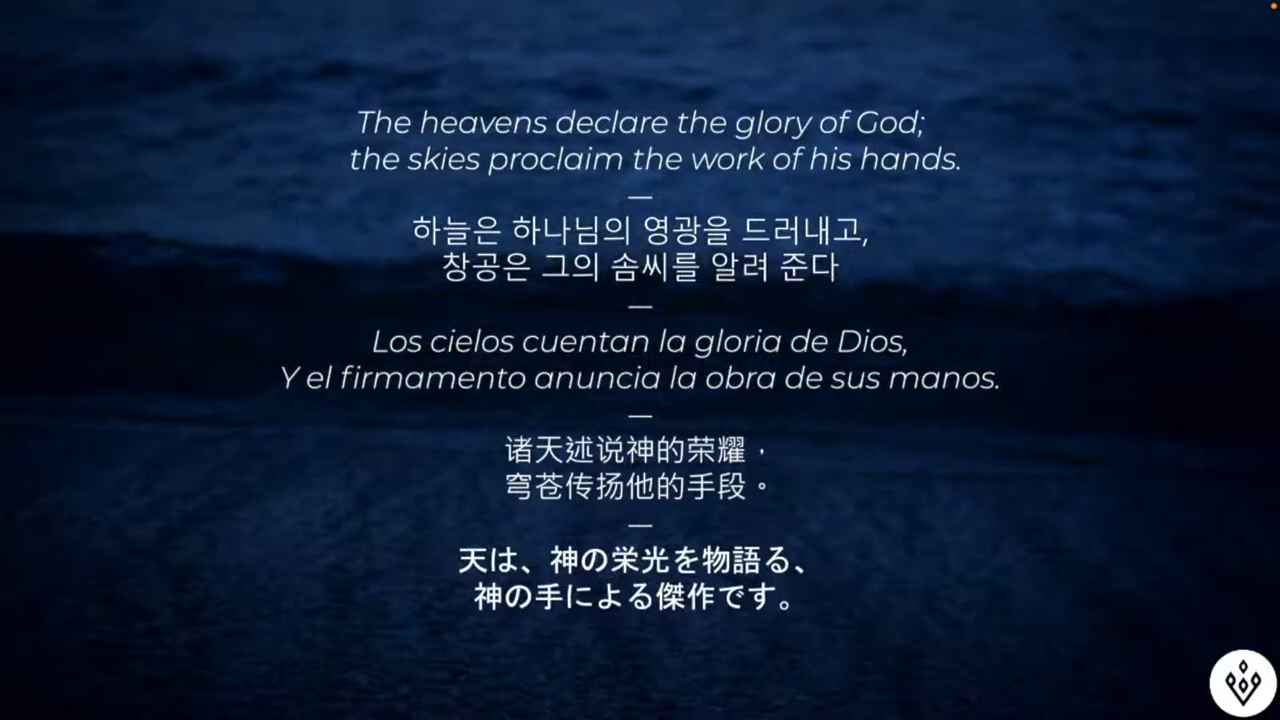 The heavens declare the glory of God;
the skies proclaim the work of his hands.
—
하늘은 하나님의 영광을 드러내고,
창공은 그의 솜씨를 알려 준다
—
Los cielos cuentan la gloria de Dios,
Y el firmamento anuncia la obra de sus manos.
—
诸天述说神的荣耀，
穹苍传扬他的手段。
—
天は、神の栄光を物語る、
神の手による傑作です。